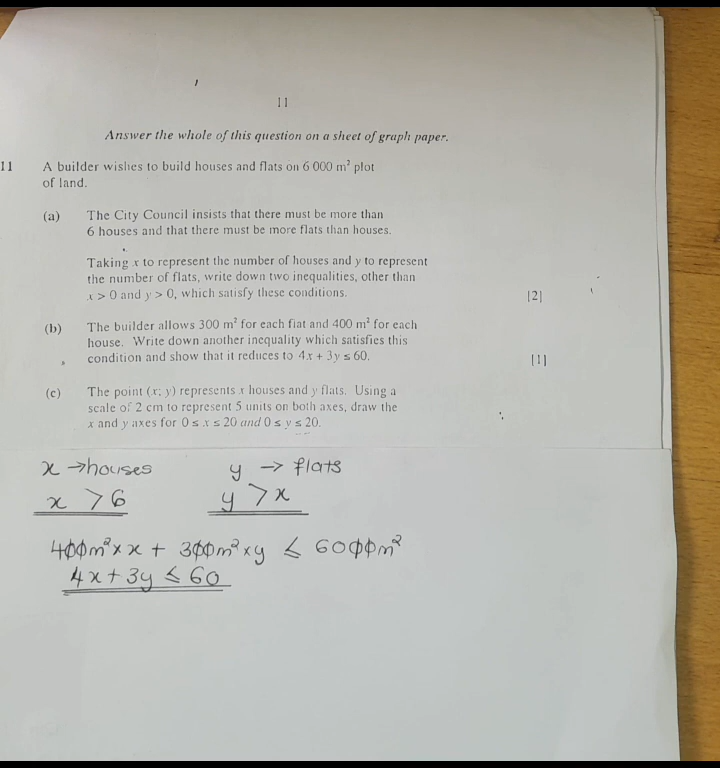 11
Answer the whole of this question on a sheet of graph paper.
11 A builder wishes to build houses and flats on 6 000 m² plot
of land.
(a) The City Council insists that there must be more than
6 houses and that there must be more flats than houses.
Taking x to represent the number of houses and y to represent
the number of flats, write down two inequalities, other than
x > 0 and y > 0, which satisfy these conditions. [2]
(b) The builder allows 300 m² for each flat and 400 m² for each
house. Write down another inequality which satisfies this
condition and show that it reduces to 4x + 3y ≤ 60. [1]
(c) The point (x; y) represents x houses and y flats. Using a
scale of 2 cm to represent 5 units on both axes, draw the
x and y axes for 0 ≤ x ≤ 20 and 0 ≤ y ≤ 20.
x → houses y → flats
x > 6 y > x
400m² × x + 300m² × y ≤ 6000m²
4x + 3y ≤ 60